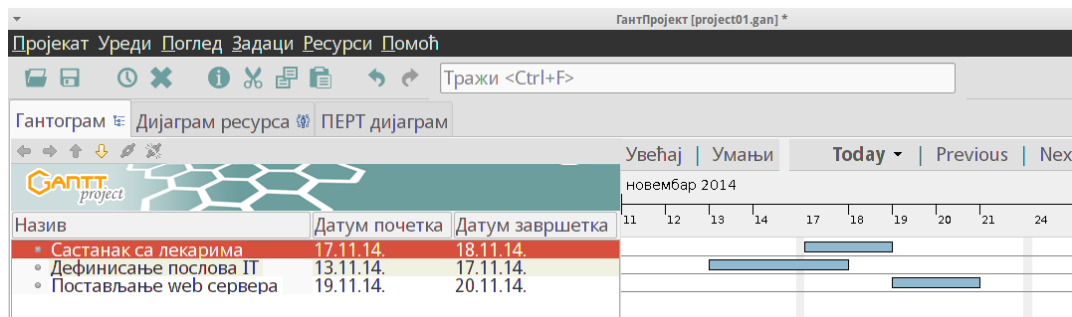 ГантПројект [project01.gan] *
Пројекат Уреди Поглед Задаци Ресурси Помоћ
Тражи <Ctrl+F>
Гантограм Дијаграм ресурса ПЕРТ дијаграм
Увећај | Умањи Today Previous | Nex
GANTT project
новембар 2014
11 12 13 14 17 18 19 20 21 24
Назив Датум почетка Датум завршетка
Састанак са лекарима 17.11.14. 18.11.14.
Дефинисање послова IT 13.11.14. 17.11.14.
Постављање web сервера 19.11.14. 20.11.14.